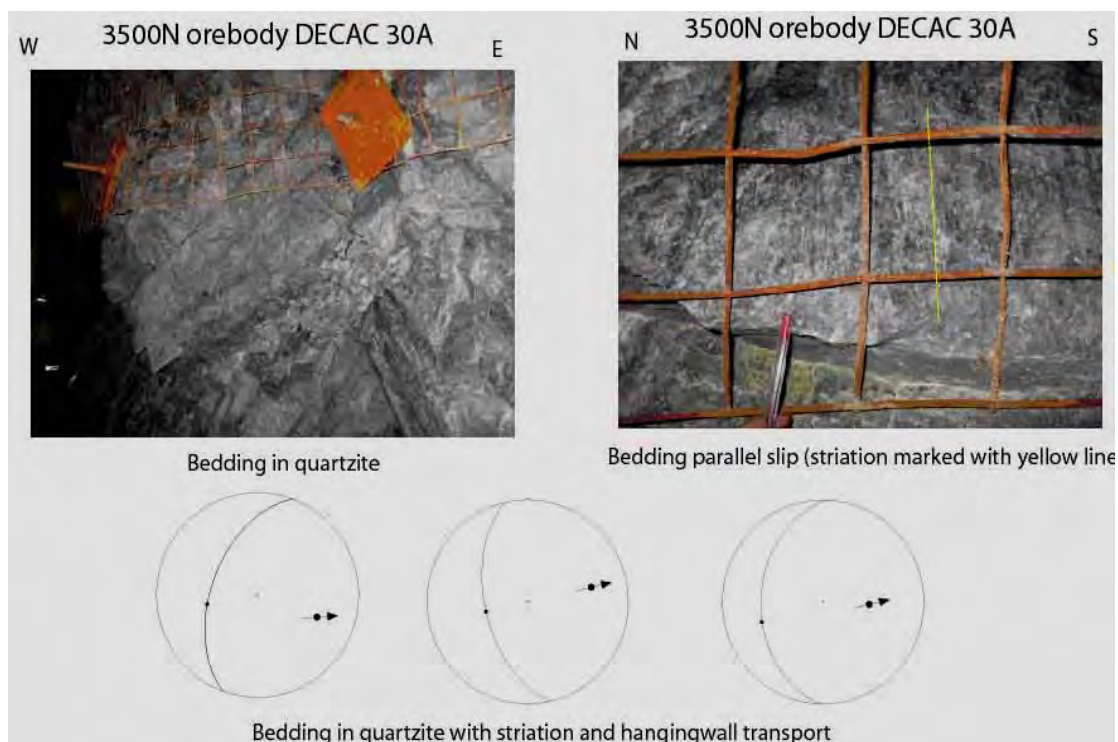 3500N orebody DECAC 30A
W
E
3500N orebody DECAC 30A
N
S
Bedding in quartzite
Bedding parallel slip (striation marked with yellow line
Bedding in quartzite with striation and hangingwall transport